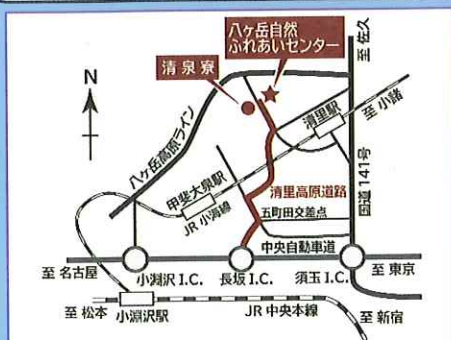 八ヶ岳自然
ふれあいセンター
清泉寮
至 佐久
N
清里駅
至 小諸
八ヶ岳高原ライン
甲斐大泉駅
JR 小海線
清里高原道路
国道 141号
五町田交差点
中央自動車道
至 名古屋
小淵沢 I.C.
長坂 I.C.
須玉 I.C.
至 東京
至 松本
小淵沢駅
JR 中央本線
至 新宿